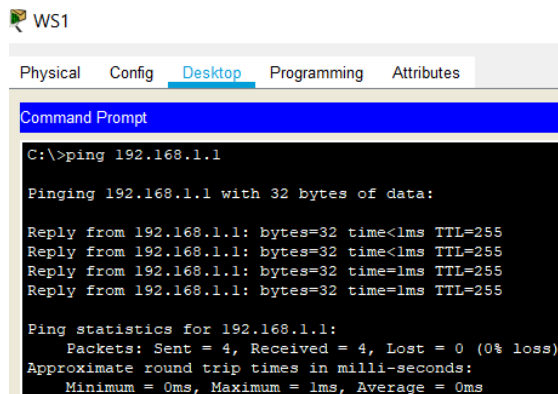 WS1
Physical Config Desktop Programming Attributes
Command Prompt
C:\>ping 192.168.1.1
Pinging 192.168.1.1 with 32 bytes of data:
Reply from 192.168.1.1: bytes=32 time<1ms TTL=255
Reply from 192.168.1.1: bytes=32 time<1ms TTL=255
Reply from 192.168.1.1: bytes=32 time=1ms TTL=255
Reply from 192.168.1.1: bytes=32 time=1ms TTL=255
Ping statistics for 192.168.1.1:
Packets: Sent = 4, Received = 4, Lost = 0 (0% loss)
Approximate round trip times in milli-seconds:
Minimum = 0ms, Maximum = 1ms, Average = 0ms